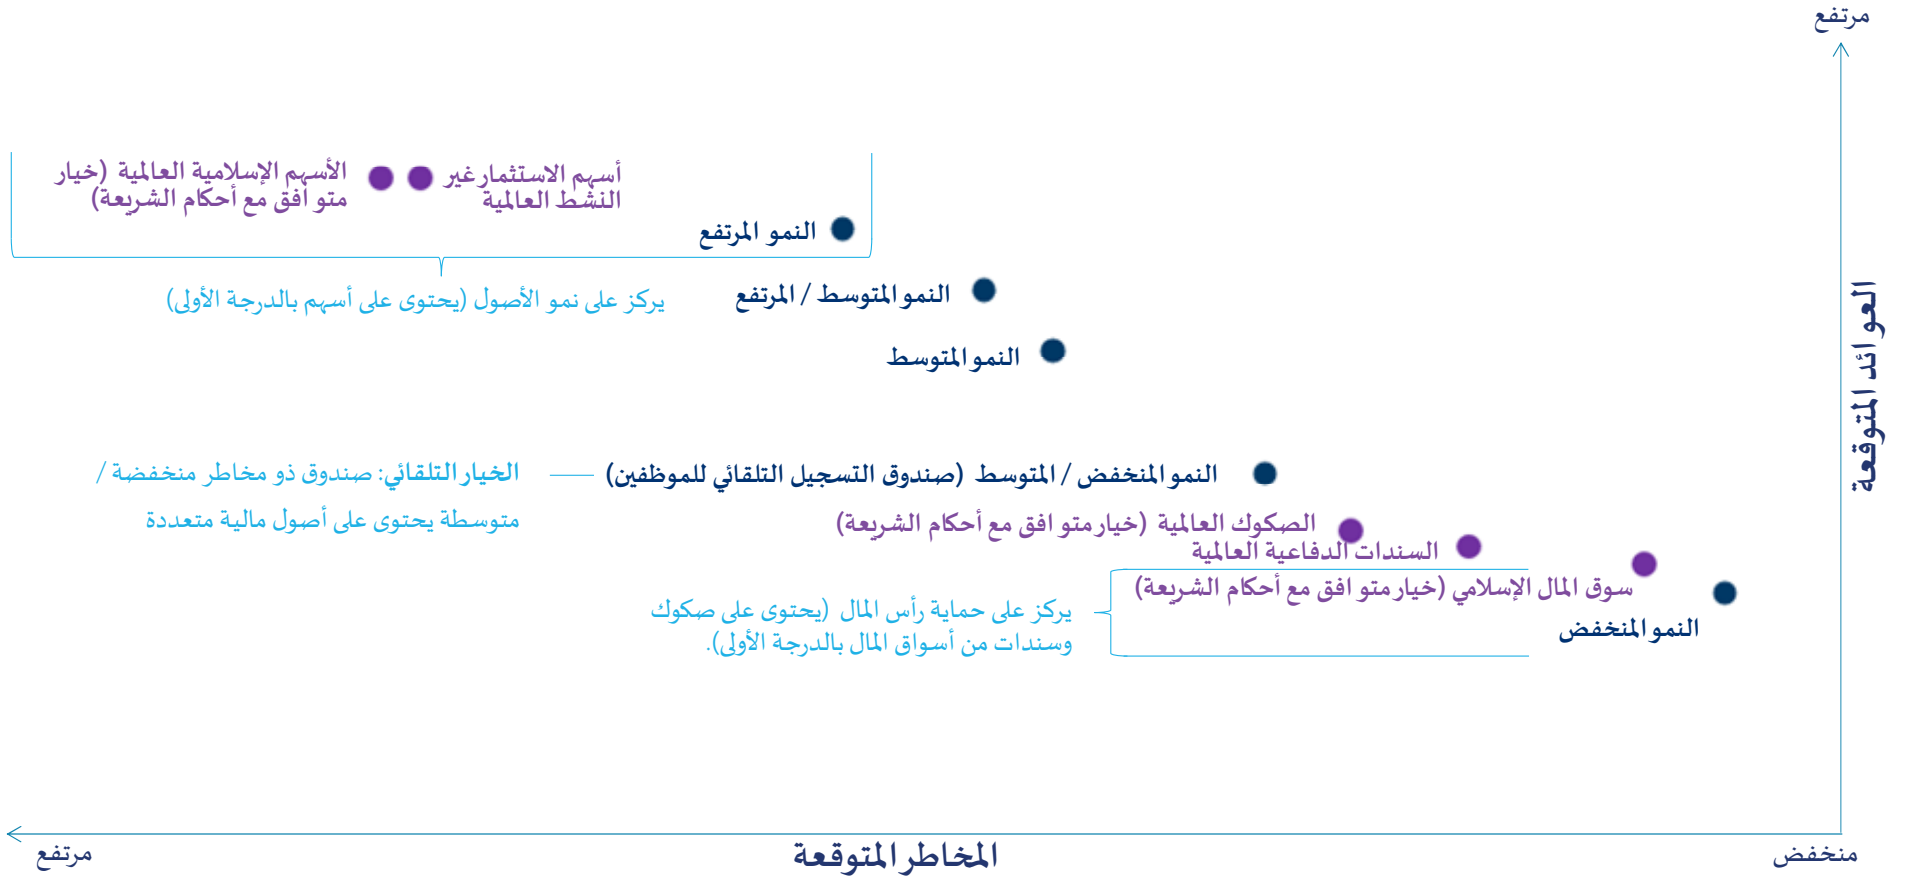 مرتفع
العوائد المتوقعة
أسهم الاستثمار غير
النشط العالمية
الأسهم الإسلامية العالمية (خيار
متوافق مع أحكام الشريعة)
النمو المرتفع
يركز على نمو الأصول (يحتوى على أسهم بالدرجة الأولى)
النمو المتوسط / المرتفع
النمو المتوسط
النمو المنخفض / المتوسط (صندوق التسجيل التلقائي للموظفين)
الخيار التلقائي: صندوق ذو مخاطر منخفضة /
متوسطة يحتوى على أصول مالية متعددة
الصكوك العالمية (خيار متوافق مع أحكام الشريعة)
السندات الدفاعية العالمية
سوق المال الإسلامي (خيار متوافق مع أحكام الشريعة)
النمو المنخفض
يركز على حماية رأس المال (يحتوى على صكوك
وسندات من أسواق المال بالدرجة الأولى).
منخفض
المخاطر المتوقعة
مرتفع